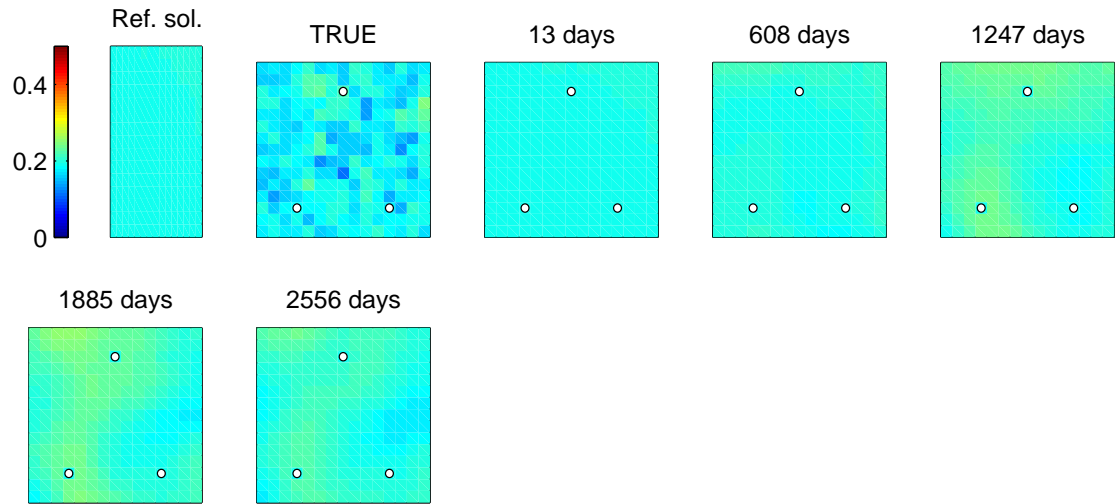 Ref. sol.
TRUE
13 days
608 days
1247 days
0.4
0.2
0
1885 days
2556 days